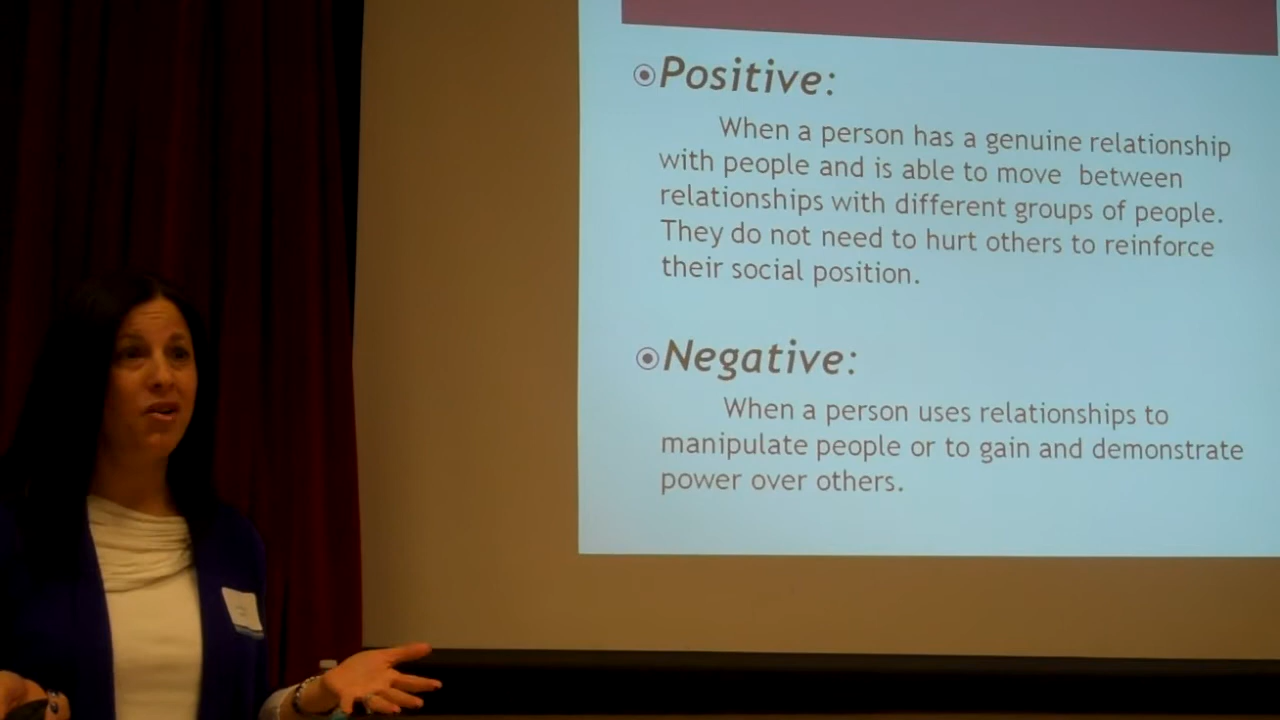 Positive:
When a person has a genuine relationship
with people and is able to move between
relationships with different groups of people.
They do not need to hurt others to reinforce
their social position.
Negative:
When a person uses relationships to
manipulate people or to gain and demonstrate
power over others.